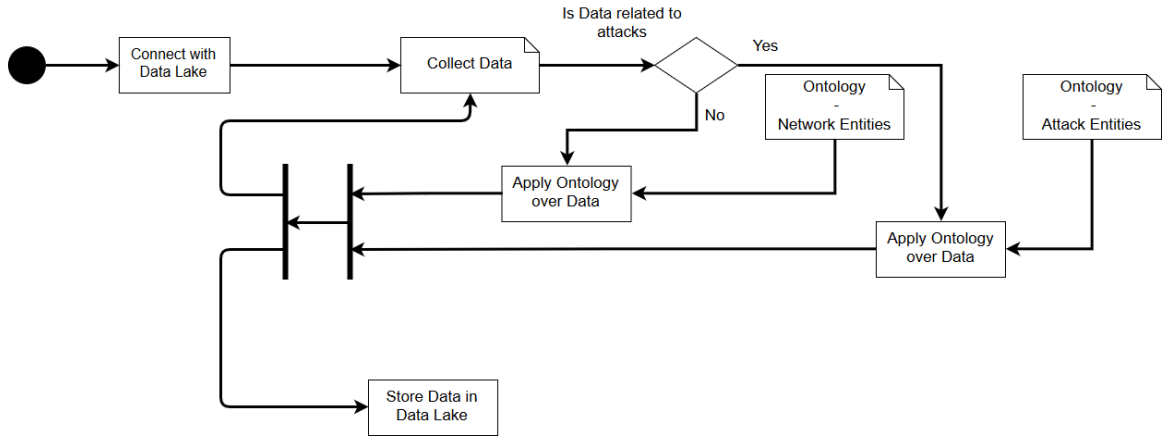 Is Data related to
attacks
Connect with
Data Lake
Collect Data
Yes
No
Ontology
-
Network Entities
Ontology
-
Attack Entities
Apply Ontology
over Data
Apply Ontology
over Data
Store Data in
Data Lake